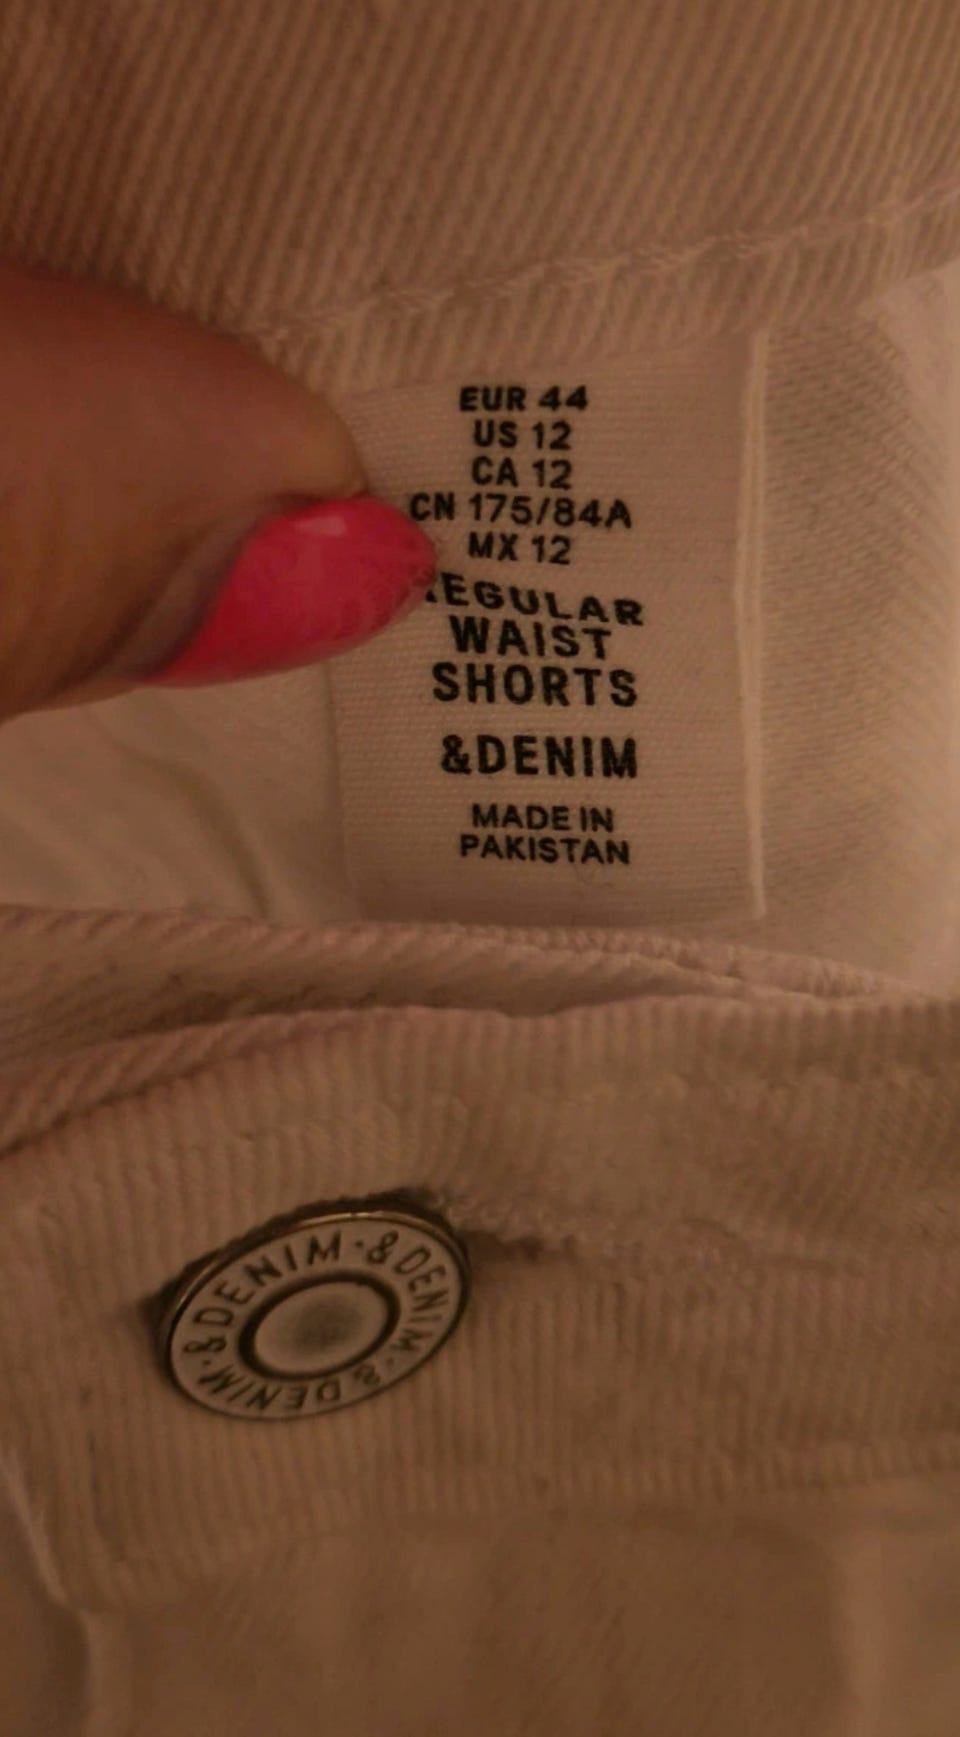 EUR 44
US 12
CA 12
CN 175/84A
MX 12
REGULAR
WAIST
SHORTS
&DENIM
MADE IN
PAKISTAN
&DENIM · &DENIM · &DENIM ·